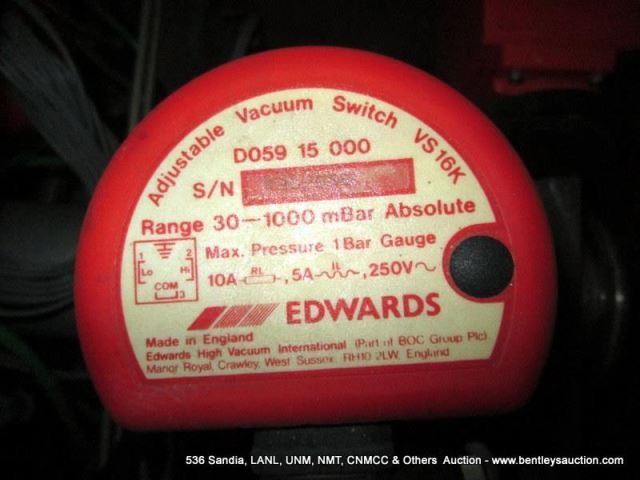 Adjustable Vacuum Switch VS16K
D059 15 000
S/N
Range 30-1000 mBar Absolute
Max. Pressure 1 Bar Gauge
10A RL, 5A IL, 250V~
1 2
Lo Hi
COM
3
EDWARDS
Made in England
Edwards High Vacuum International (Part of BOC Group Plc)
Manor Royal, Crawley, West Sussex, RH10 2LW, England
536 Sandia, LANL, UNM, NMT, CNMCC & Others Auction - www.bentleysauction.com